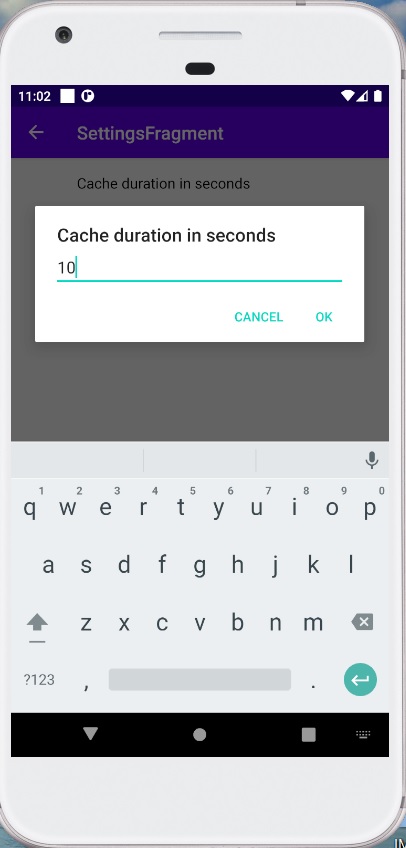 11:02
SettingsFragment
Cache duration in seconds
Cache duration in seconds
10
CANCEL OK
1 2 3 4 5 6 7 8 9 0
q w e r t y u i o p
a s d f g h j k l
z x c v b n m
?123 , .
IN